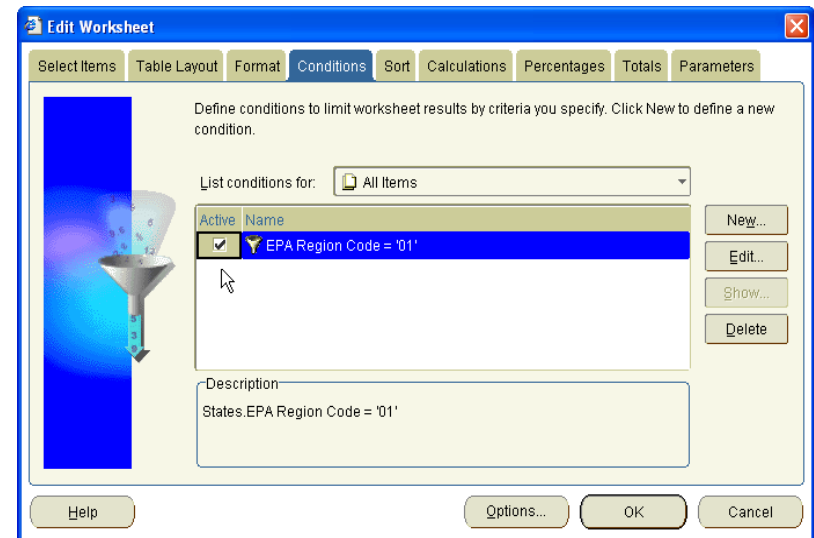 Edit Worksheet
Select Items Table Layout Format Conditions Sort Calculations Percentages Totals Parameters
Define conditions to limit worksheet results by criteria you specify. Click New to define a new
condition.
List conditions for: All Items
Active Name
New...
EPA Region Code = '01'
Edit...
Show...
Delete
Description
States.EPA Region Code = '01'
Help Options... OK Cancel